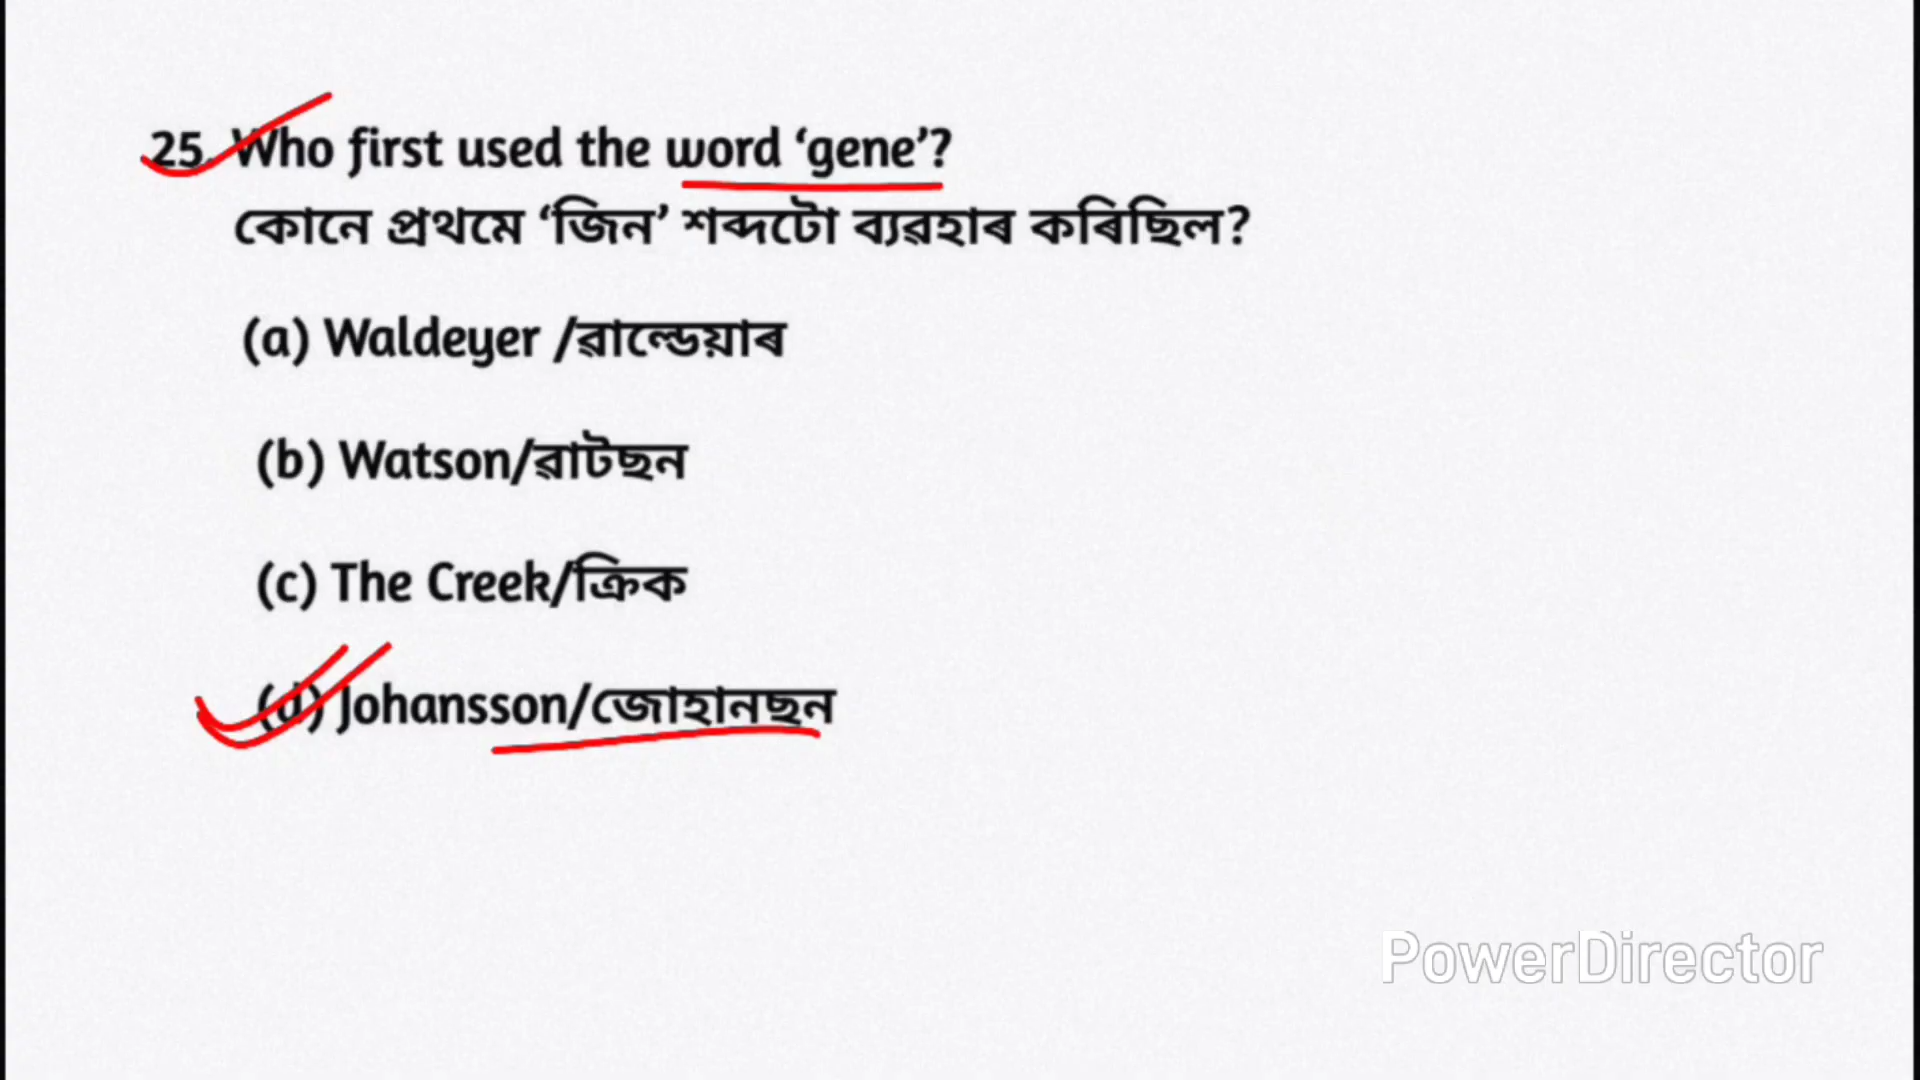 25. Who first used the word ‘gene’?
কোনে প্ৰথমে ‘জিন’ শব্দটো ব্যৱহাৰ কৰিছিল?
(a) Waldeyer /ৱাল্ডেয়াৰ
(b) Watson/ৱাটছন
(c) The Creek/ক্ৰিক
(d) Johansson/জোহানছন
PowerDirector